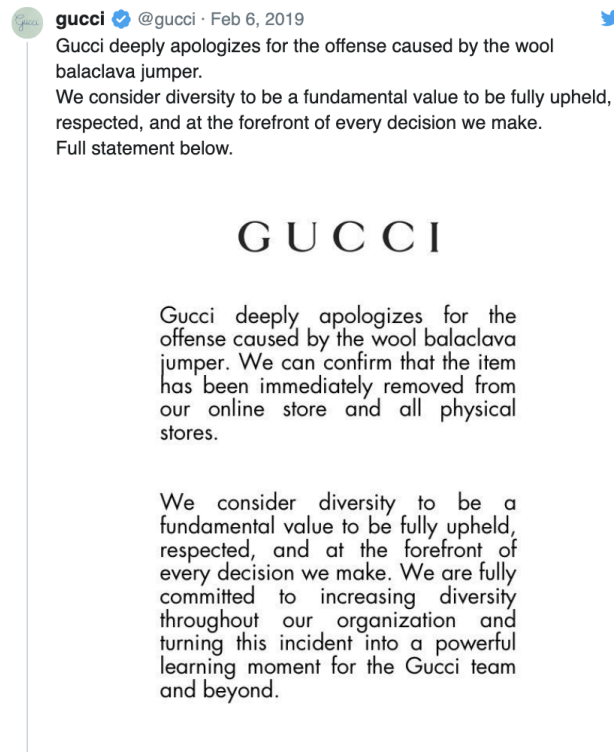 gucci @gucci · Feb 6, 2019
Gucci deeply apologizes for the offense caused by the wool
balaclava jumper.
We consider diversity to be a fundamental value to be fully upheld,
respected, and at the forefront of every decision we make.
Full statement below.
GUCCI
Gucci deeply apologizes for the
offense caused by the wool balaclava
jumper. We can confirm that the item
has been immediately removed from
our online store and all physical
stores.
We consider diversity to be a
fundamental value to be fully upheld,
respected, and at the forefront of
every decision we make. We are fully
committed to increasing diversity
throughout our organization and
turning this incident into a powerful
learning moment for the Gucci team
and beyond.